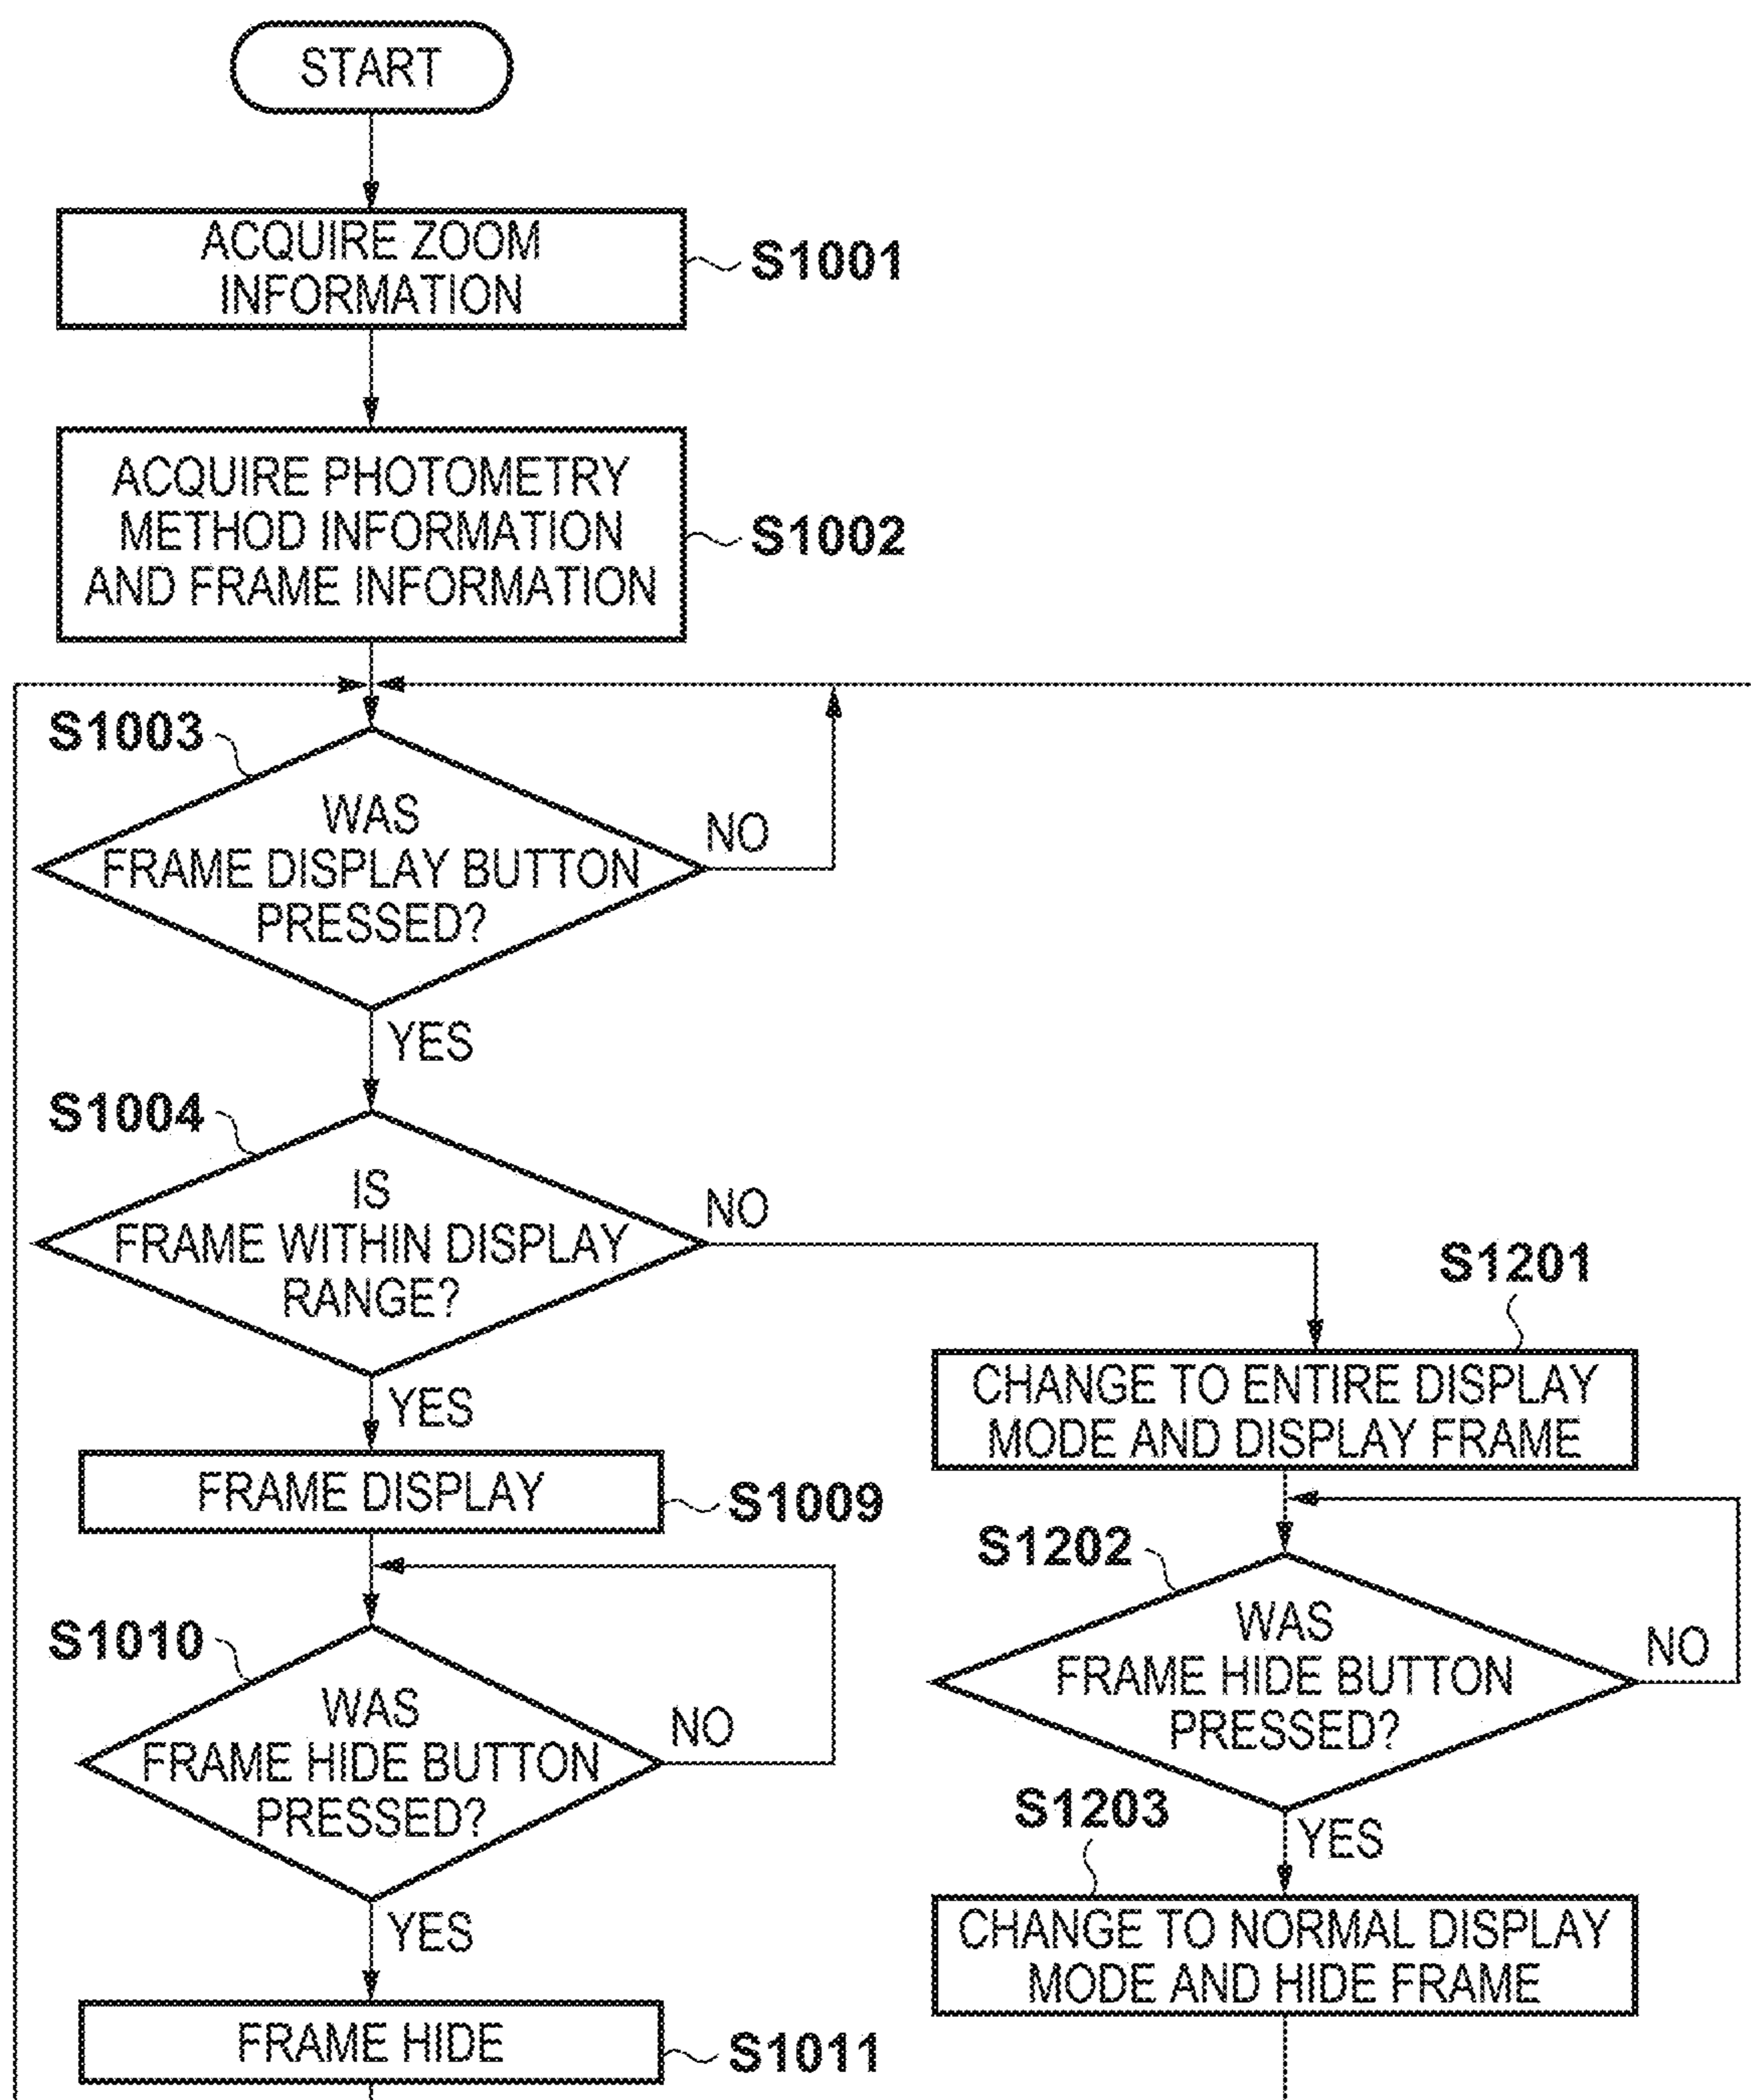 START
ACQUIRE ZOOM
INFORMATION
S1001
ACQUIRE PHOTOMETRY
METHOD INFORMATION
AND FRAME INFORMATION
S1002
S1003
WAS
FRAME DISPLAY BUTTON
PRESSED?
NO
YES
S1004
IS
FRAME WITHIN DISPLAY
RANGE?
NO
YES
S1201
CHANGE TO ENTIRE DISPLAY
MODE AND DISPLAY FRAME
FRAME DISPLAY
S1009
S1202
WAS
FRAME HIDE BUTTON
PRESSED?
NO
YES
S1010
WAS
FRAME HIDE BUTTON
PRESSED?
NO
YES
S1203
CHANGE TO NORMAL DISPLAY
MODE AND HIDE FRAME
FRAME HIDE
S1011